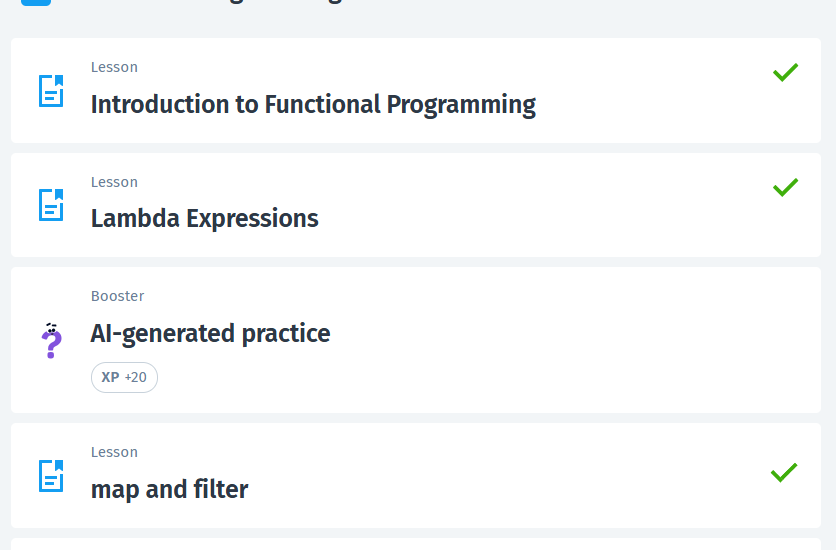 Lesson
Introduction to Functional Programming
Lesson
Lambda Expressions
Booster
AI-generated practice
XP +20
Lesson
map and filter